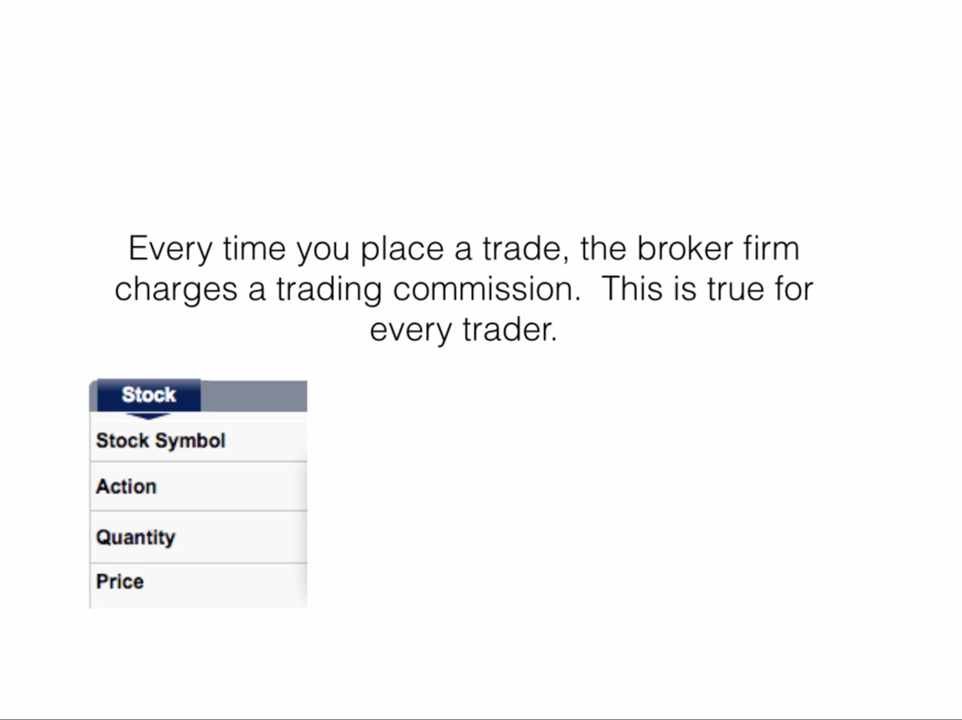 Every time you place a trade, the broker firm
charges a trading commission.  This is true for
every trader.
Stock
Stock Symbol
Action
Quantity
Price